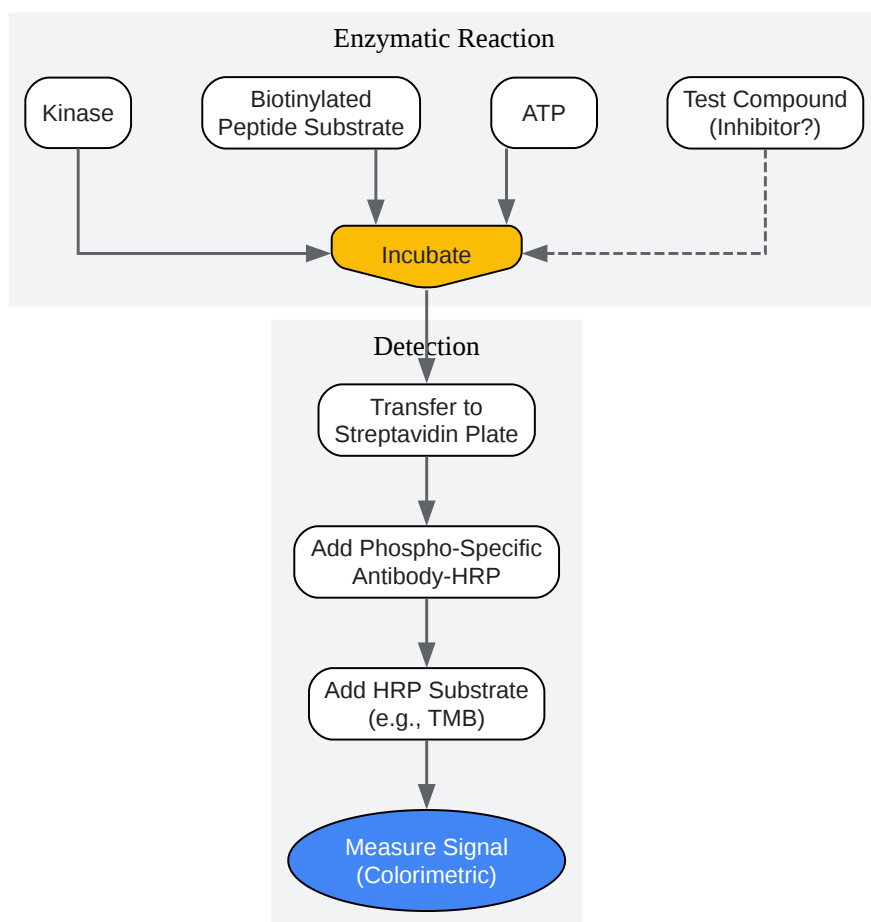 Enzymatic Reaction
Kinase
Biotinylated
Peptide Substrate
ATP
Test Compound
(Inhibitor?)
Incubate
Detection
Transfer to
Streptavidin Plate
Add Phospho-Specific
Antibody-HRP
Add HRP Substrate
(e.g., TMB)
Measure Signal
(Colorimetric)